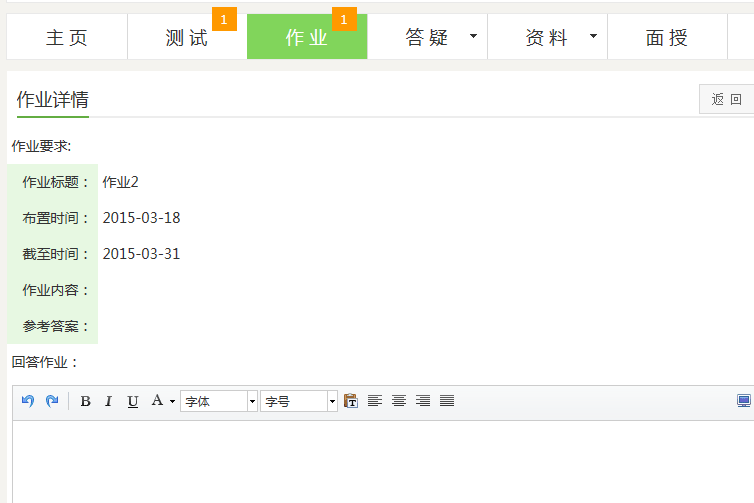 主 页 测 试 1 作 业 1 答 疑 资 料 面 授
作业详情 返 回
作业要求:
作业标题： 作业2
布置时间： 2015-03-18
截至时间： 2015-03-31
作业内容：
参考答案：
回答作业：
B I U A 字体 字号 T